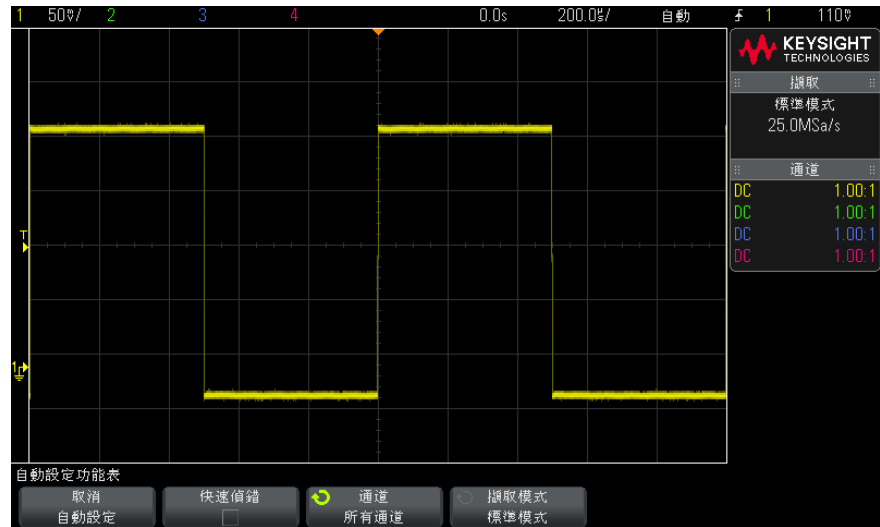 1 50mV/ 2 3 4 0.0s 200.0μs/ 自動 1 110mV
KEYSIGHT
TECHNOLOGIES
擷取
標準模式
25.0MSa/s
通道
DC 1.00:1
DC 1.00:1
DC 1.00:1
DC 1.00:1
T
1
自動設定功能表
取消
自動設定
快速偵錯
通道
所有通道
擷取模式
標準模式